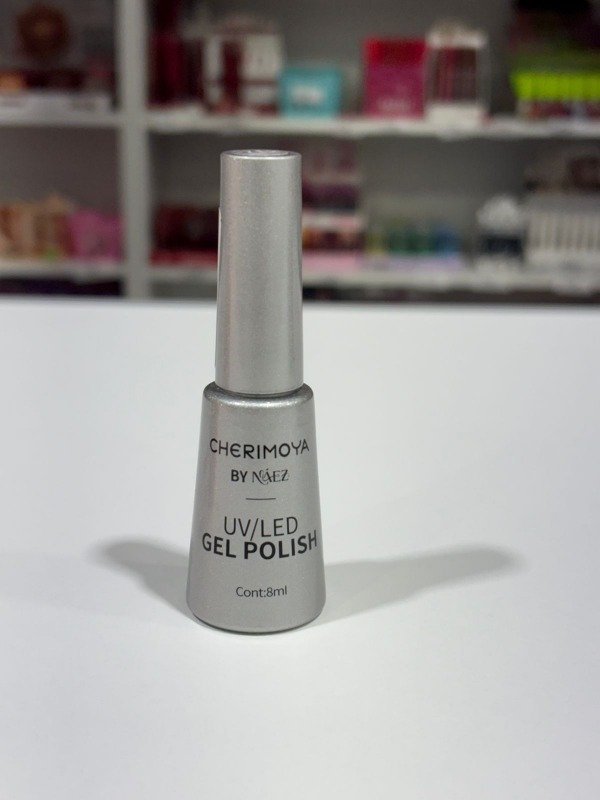 CHERIMOYA
BY NÁEZ
UV/LED
GEL POLISH
Cont:8ml